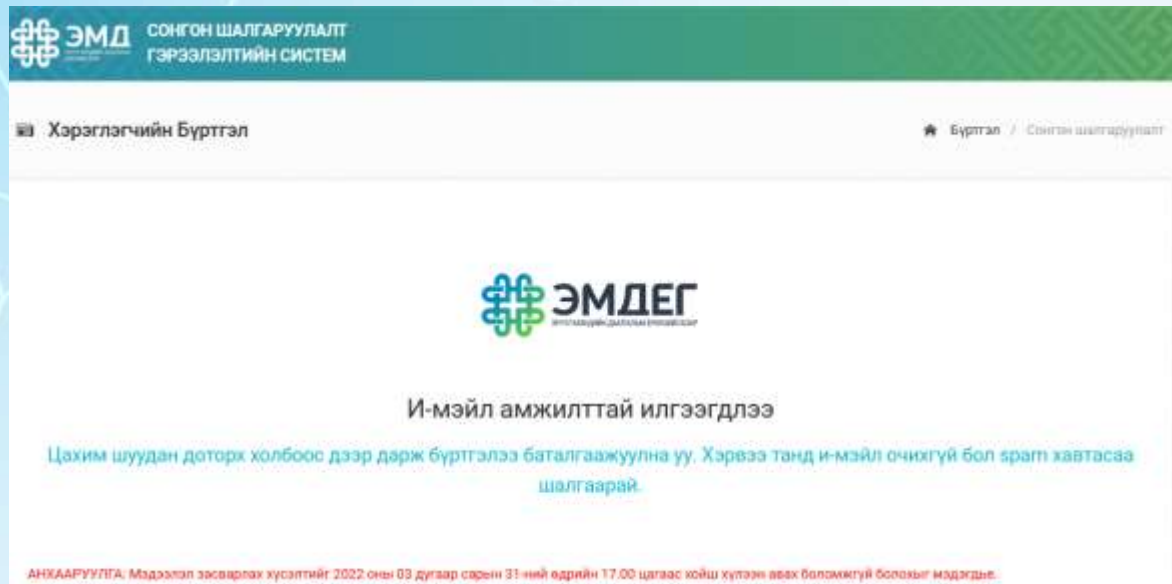 ЭМД
СОНГОН ШАЛГАРУУЛАЛТ
ГЭРЭЭЛЭЛТИЙН СИСТЕМ
Хэрэглэгчийн Бүртгэл
Бүртгэл / Сонгон шалгаруулалт
ЭМДЕГ
И-мэйл амжилттай илгээгдлээ
Цахим шуудан доторх холбоос дээр дарж бүртгэлээ баталгаажуулна уу. Хэрвээ танд и-мэйл очихгүй бол spam хавтасаа
шалгаарай.
АНХААРУУЛГА: Мэдээлэл засварлах хүсэлтийг 2022 оны 03 дугаар сарын 31-ний өдрийн 17.00 цагаас хойш хүлээн авах боломжгүй болохыг мэдэгдье.